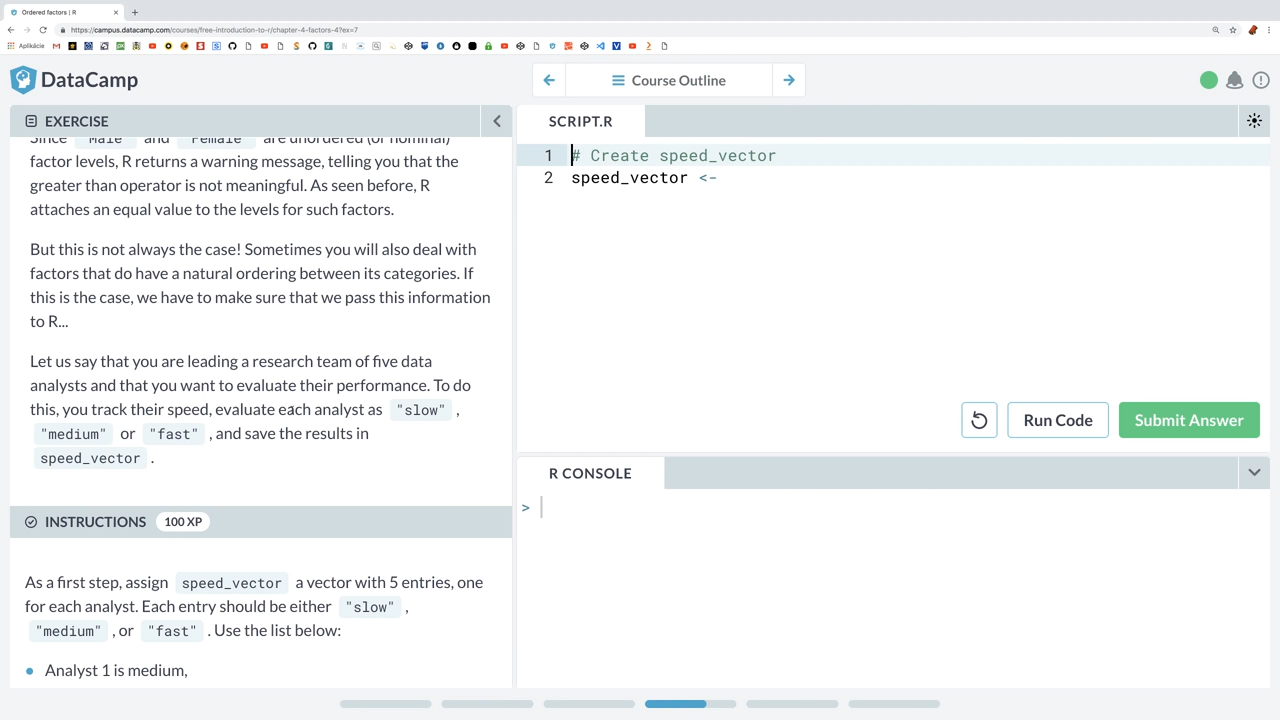 Ordered factors | R
https://campus.datacamp.com/courses/free-introduction-to-r/chapter-4-factors-4?ex=7
Aplikácie
DataCamp
Course Outline
EXERCISE
Since Male and Female are unordered (or nominal)
factor levels, R returns a warning message, telling you that the
greater than operator is not meaningful. As seen before, R
attaches an equal value to the levels for such factors.
But this is not always the case! Sometimes you will also deal with
factors that do have a natural ordering between its categories. If
this is the case, we have to make sure that we pass this information
to R...
Let us say that you are leading a research team of five data
analysts and that you want to evaluate their performance. To do
this, you track their speed, evaluate each analyst as "slow" ,
"medium" or "fast" , and save the results in
speed_vector .
INSTRUCTIONS 100 XP
As a first step, assign speed_vector a vector with 5 entries, one
for each analyst. Each entry should be either "slow" ,
"medium" , or "fast" . Use the list below:
Analyst 1 is medium,
SCRIPT.R
1 # Create speed_vector
2 speed_vector <-
Run Code
Submit Answer
R CONSOLE
>